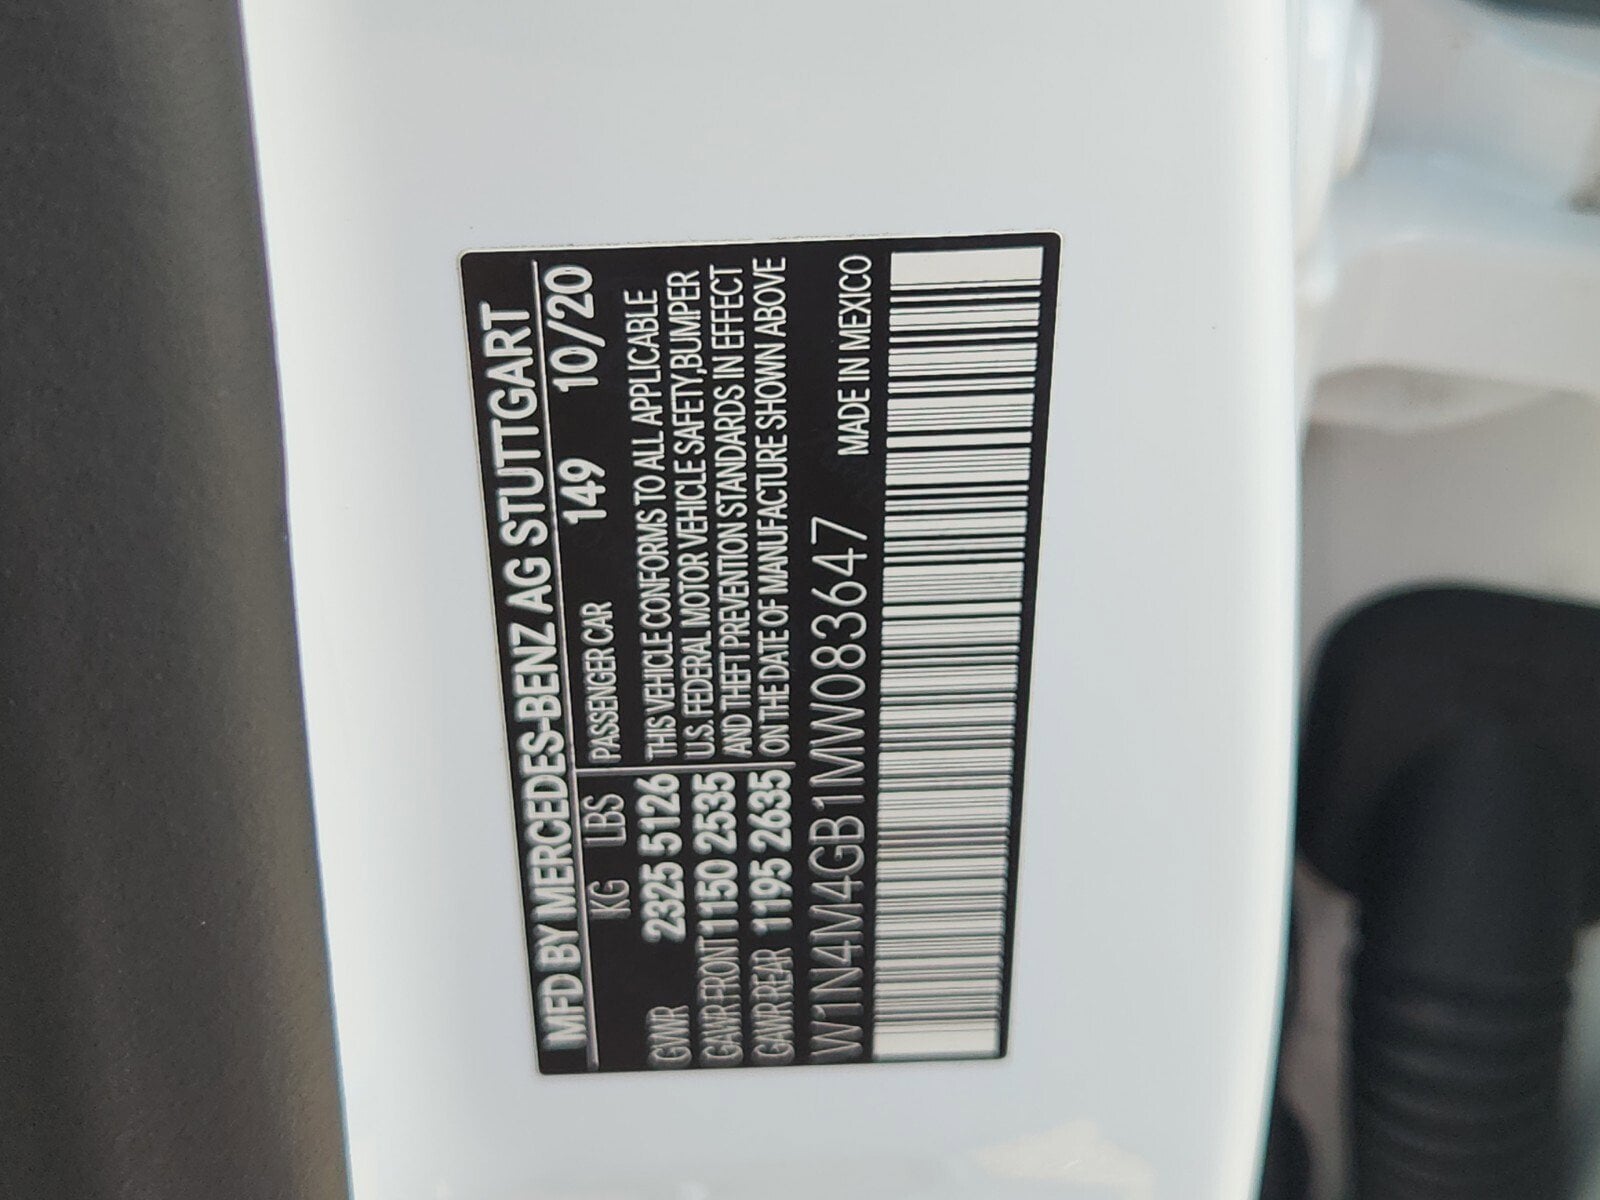 MFD BY MERCEDES-BENZ AG STUTTGART
KG LBS PASSENGER CAR 149 10/20
GWR 2325 5126 THIS VEHICLE CONFORMS TO ALL APPLICABLE
GAWR FRONT 1150 2535 U.S. FEDERAL MOTOR VEHICLE SAFETY,BUMPER
GAWR REAR 1195 2635 AND THEFT PREVENTION STANDARDS IN EFFECT
ON THE DATE OF MANUFACTURE SHOWN ABOVE
W1N4M4GB1MW083647 MADE IN MEXICO